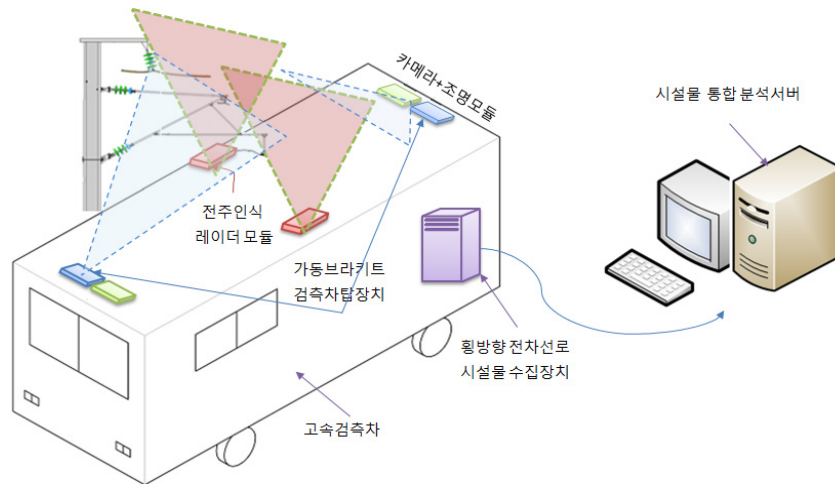 카메라+조명모듈
시설물 통합 분석서버
전주인식
레이더 모듈
가동브라키트
검측차탑장치
횡방향 전차선로
시설물 수집장치
고속검측차